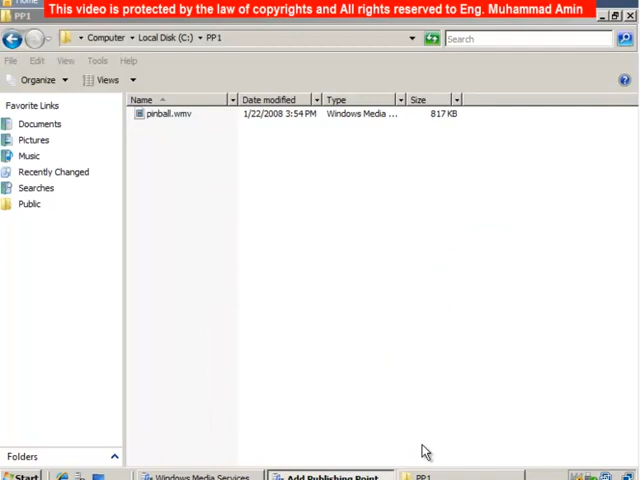 Home
This video is protected by the law of copyrights and All rights reserved to Eng. Muhammad Amin
PP1
Computer Local Disk (C:) PP1
Search
File Edit View Tools Help
Organize Views
Favorite Links
Name Date modified Type Size
pinball.wmv 1/22/2008 3:54 PM Windows Media ... 817 KB
Documents
Pictures
Music
Recently Changed
Searches
Public
Folders
Start Windows Media Services Add Publishing Point PP1